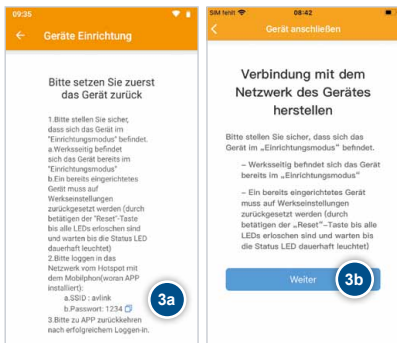 09:35
Geräte Einrichtung
Bitte setzen Sie zuerst
das Gerät zurück
1.Bitte stellen Sie sicher,
dass sich das Gerät im
"Einrichtungsmodus" befindet.
a.Werksseitig befindet
sich das Gerät bereits im
"Einrichtungsmodus"
b.Ein bereits eingerichtetes
Gerät muss auf
Werkseinstellungen
zurückgesetzt werden (durch
betätigen der "Reset"-Taste
bis alle LEDs erloschen sind
und warten bis die Status LED
dauerhaft leuchtet)
2.Bitte loggen in das
Netzwerk vom Hotspot mit
dem Mobilphon(woran APP
installiert):
a.SSID : avlink
b.Passwort: 1234
3.Bitte zu APP zurückkehren
nach erfolgreichem Loggen-in.
3a
SIM fehlt
08:42
Gerät anschließen
Verbindung mit dem
Netzwerk des Gerätes
herstellen
Bitte stellen Sie sicher, dass sich das
Gerät im „Einrichtungsmodus" befindet.
– Werksseitig befindet sich das Gerät
bereits im „Einrichtungsmodus"
– Ein bereits eingerichtetes Gerät
muss auf Werkseinstellungen
zurückgesetzt werden (durch
betätigen der „Reset"-Taste bis alle
LEDs erloschen sind und warten bis
die Status LED dauerhaft leuchtet)
Weiter
3b